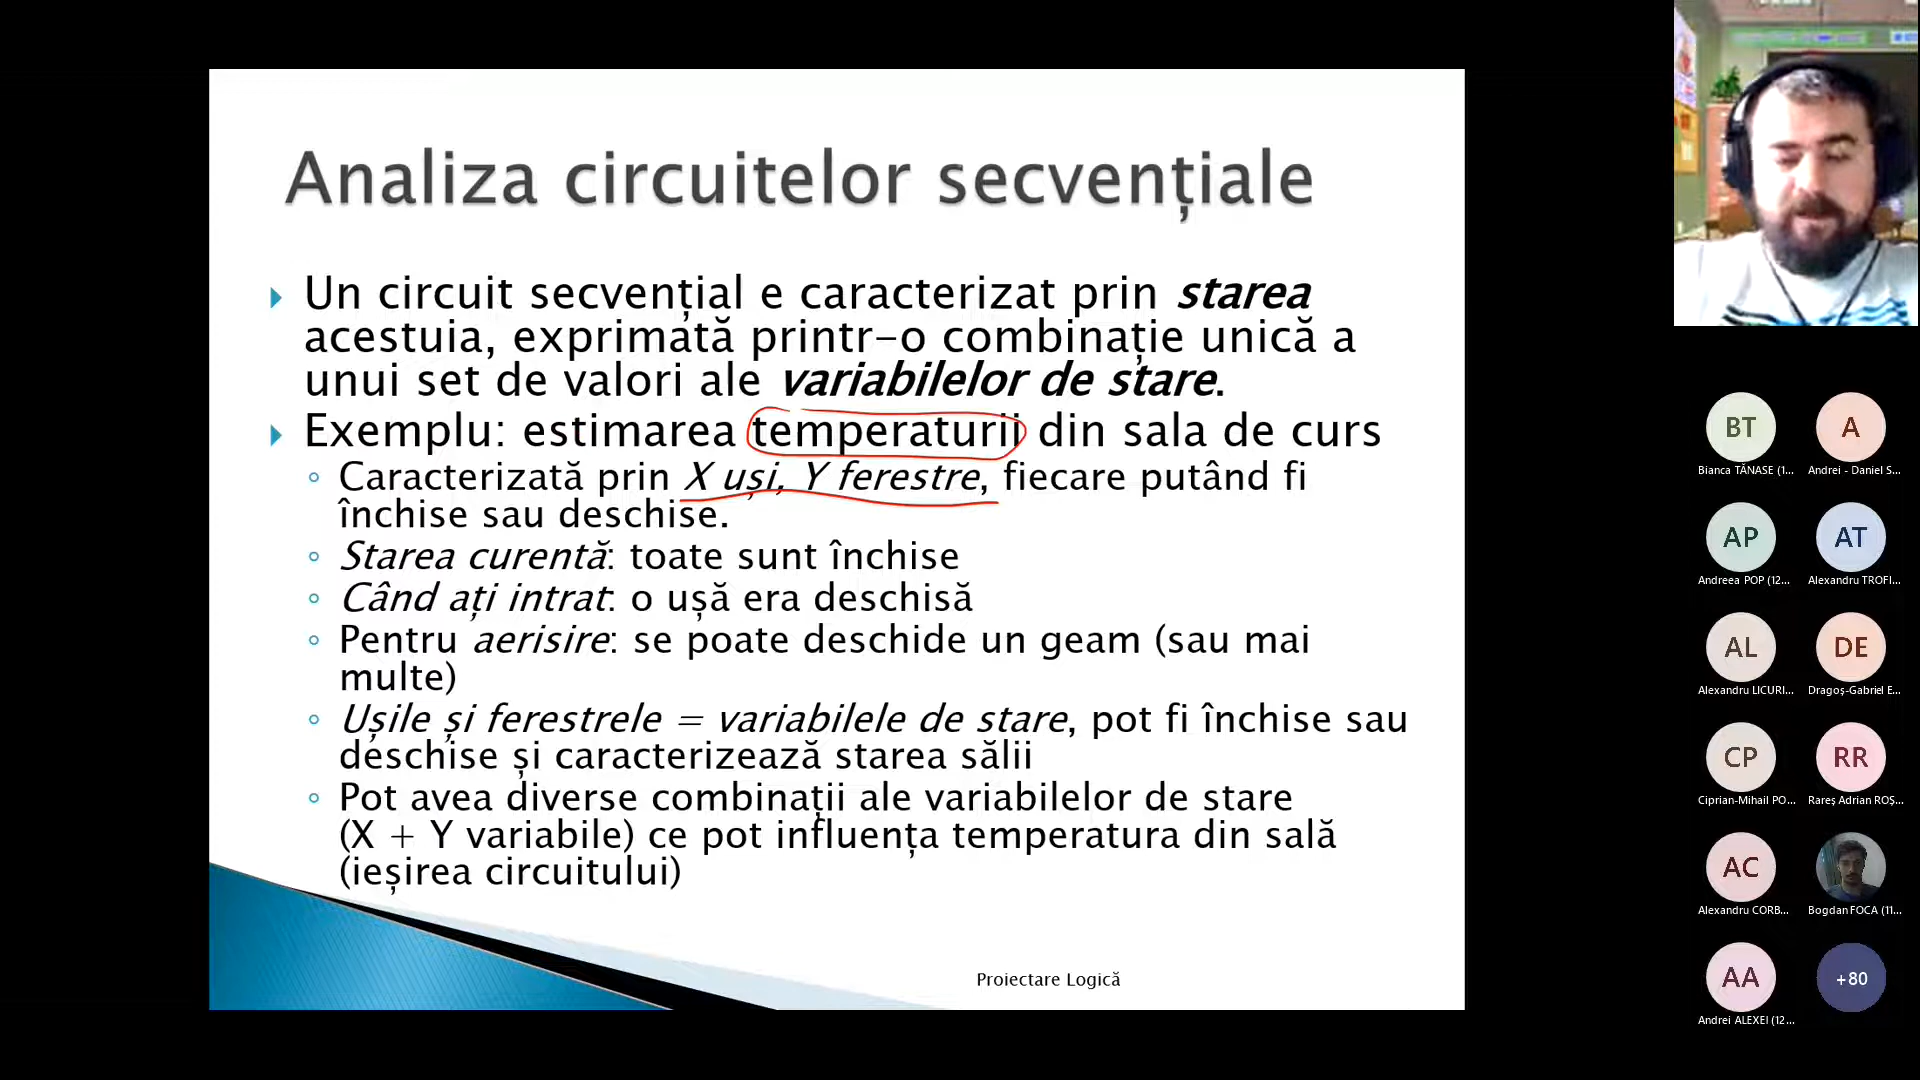 Analiza circuitelor secvențiale
Un circuit secvențial e caracterizat prin starea
acestuia, exprimată printr-o combinație unică a
unui set de valori ale variabilelor de stare.
Exemplu: estimarea temperaturii din sala de curs
Caracterizată prin X uși, Y ferestre, fiecare putând fi
închise sau deschise.
Starea curentă: toate sunt închise
Când ați intrat: o ușă era deschisă
Pentru aerisire: se poate deschide un geam (sau mai
multe)
Ușile și ferestrele = variabilele de stare, pot fi închise sau
deschise și caracterizează starea sălii
Pot avea diverse combinații ale variabilelor de stare
(X + Y variabile) ce pot influența temperatura din sală
(ieșirea circuitului)
Proiectare Logică
BT A
Bianca TĂNASE (1... Andrei - Daniel S...
AP AT
Andreea POP (12... Alexandru TROFI...
AL DE
Alexandru LICURI... Dragoș-Gabriel E...
CP RR
Ciprian-Mihail PO... Rareș Adrian ROȘ...
AC
Alexandru CORB... Bogdan FOCA (11...
AA +80
Andrei ALEXEI (12...